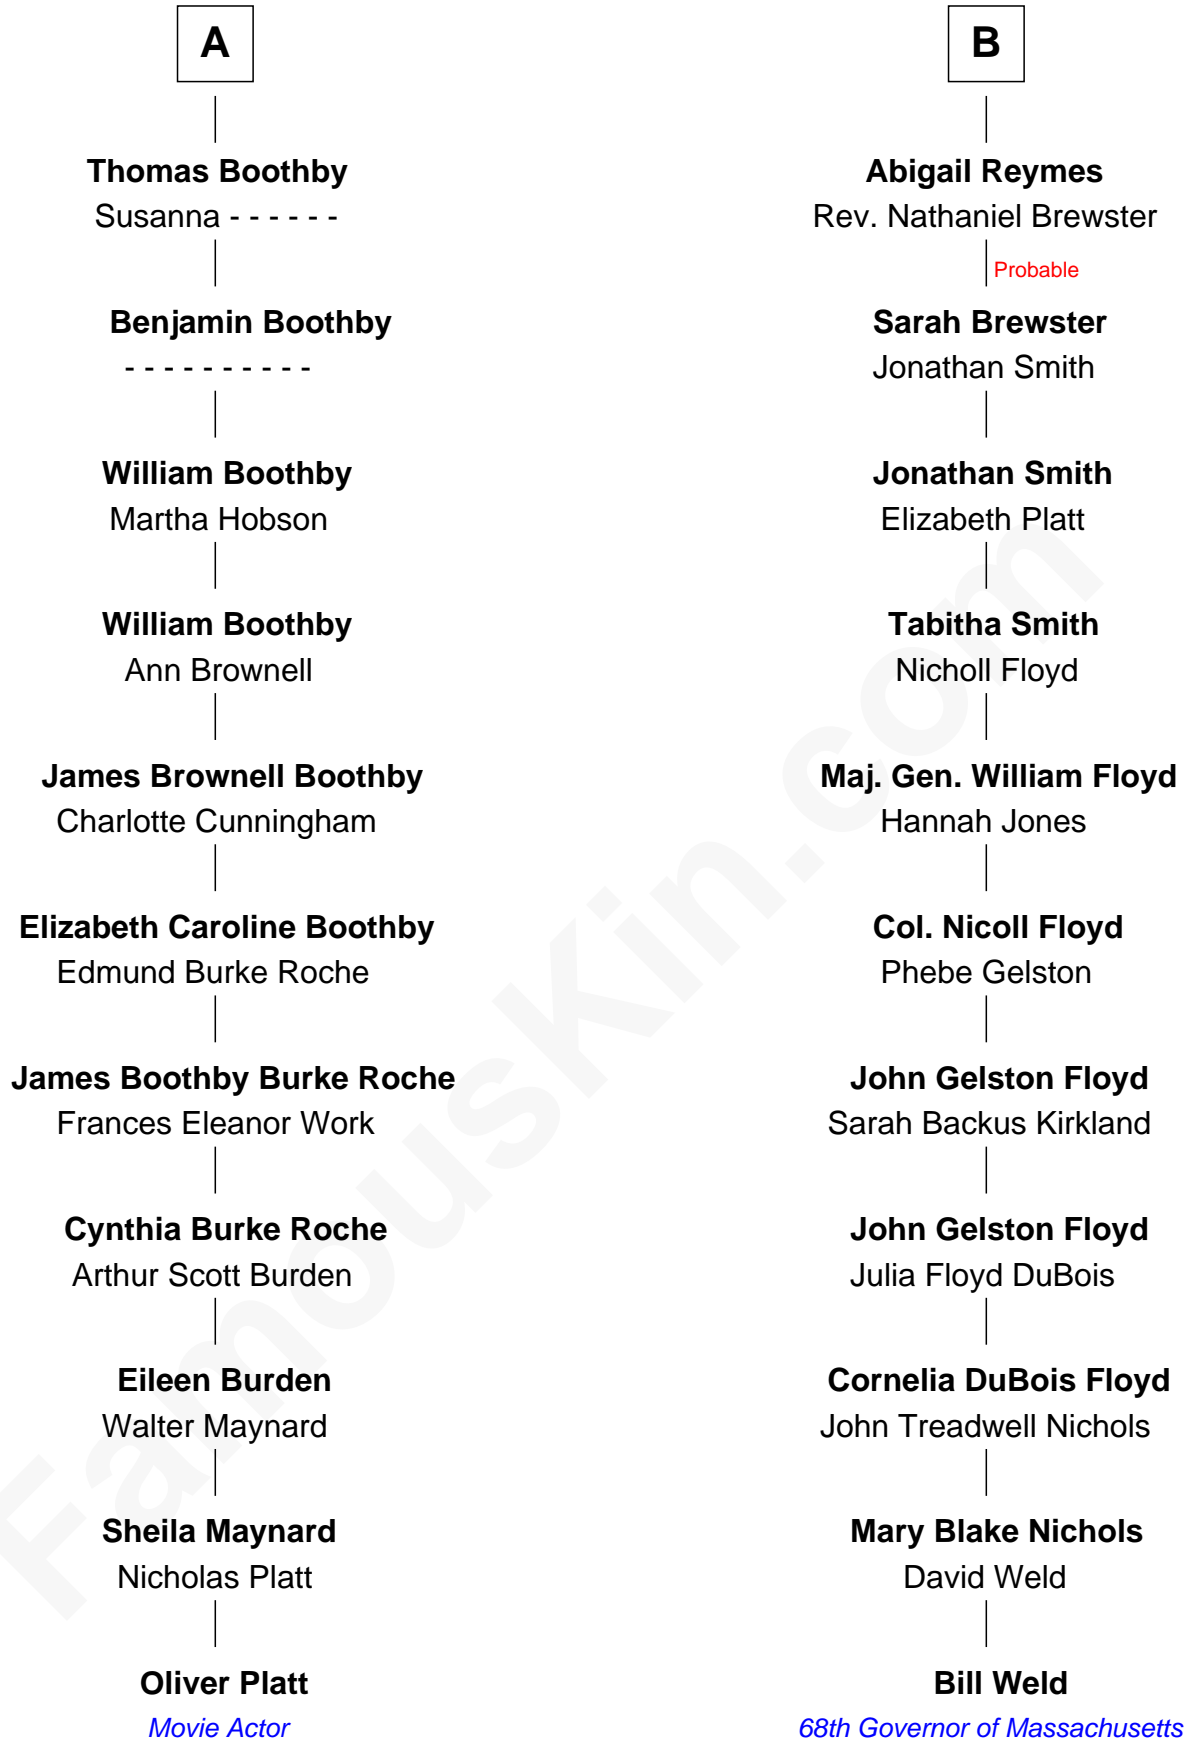 A
Thomas Boothby
Susanna - - - - - -
Benjamin Boothby
- - - - - - - - - -
William Boothby
Martha Hobson
William Boothby
Ann Brownell
James Brownell Boothby
Charlotte Cunningham
Elizabeth Caroline Boothby
Edmund Burke Roche
James Boothby Burke Roche
Frances Eleanor Work
Cynthia Burke Roche
Arthur Scott Burden
Eileen Burden
Walter Maynard
Sheila Maynard
Nicholas Platt
Oliver Platt
Movie Actor
B
Abigail Reymes
Rev. Nathaniel Brewster
Probable
Sarah Brewster
Jonathan Smith
Jonathan Smith
Elizabeth Platt
Tabitha Smith
Nicholl Floyd
Maj. Gen. William Floyd
Hannah Jones
Col. Nicoll Floyd
Phebe Gelston
John Gelston Floyd
Sarah Backus Kirkland
John Gelston Floyd
Julia Floyd DuBois
Cornelia DuBois Floyd
John Treadwell Nichols
Mary Blake Nichols
David Weld
Bill Weld
68th Governor of Massachusetts
FamousKin.com